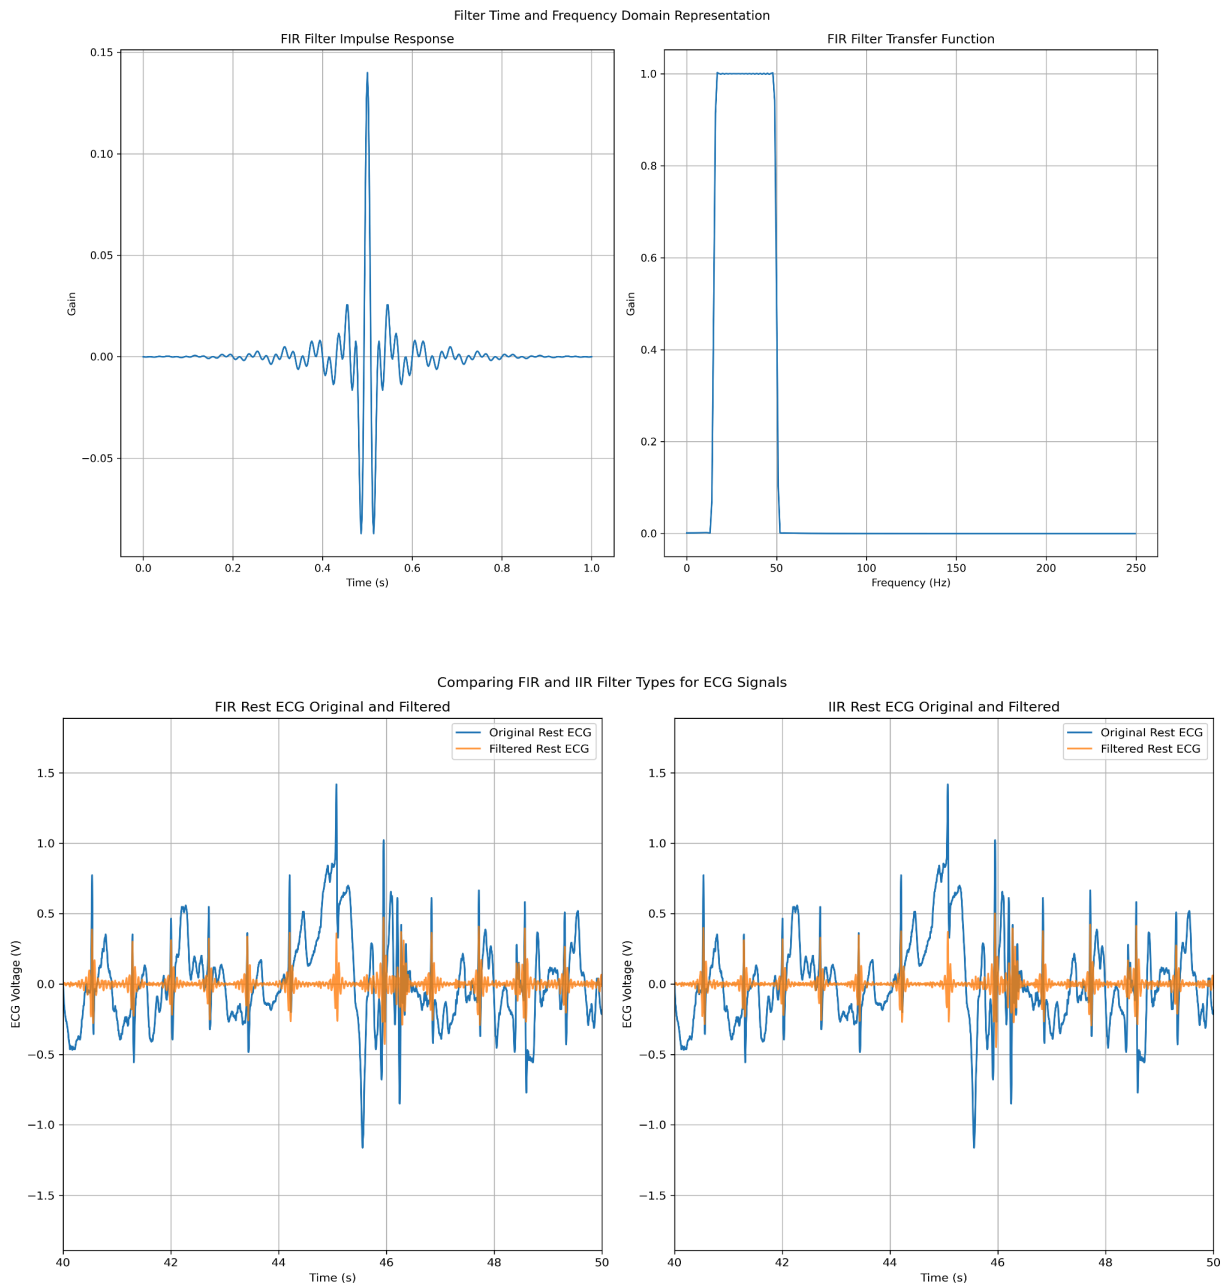 Filter Time and Frequency Domain Representation
FIR Filter Impulse Response
0.15
0.10
0.05
0.00
−0.05
Gain
0.0 0.2 0.4 0.6 0.8 1.0
Time (s)
FIR Filter Transfer Function
1.0
0.8
0.6
0.4
0.2
0.0
Gain
0 50 100 150 200 250
Frequency (Hz)
Comparing FIR and IIR Filter Types for ECG Signals
FIR Rest ECG Original and Filtered
Original Rest ECG
Filtered Rest ECG
1.5
1.0
0.5
0.0
−0.5
−1.0
−1.5
ECG Voltage (V)
40 42 44 46 48 50
Time (s)
IIR Rest ECG Original and Filtered
Original Rest ECG
Filtered Rest ECG
1.5
1.0
0.5
0.0
−0.5
−1.0
−1.5
ECG Voltage (V)
40 42 44 46 48 50
Time (s)